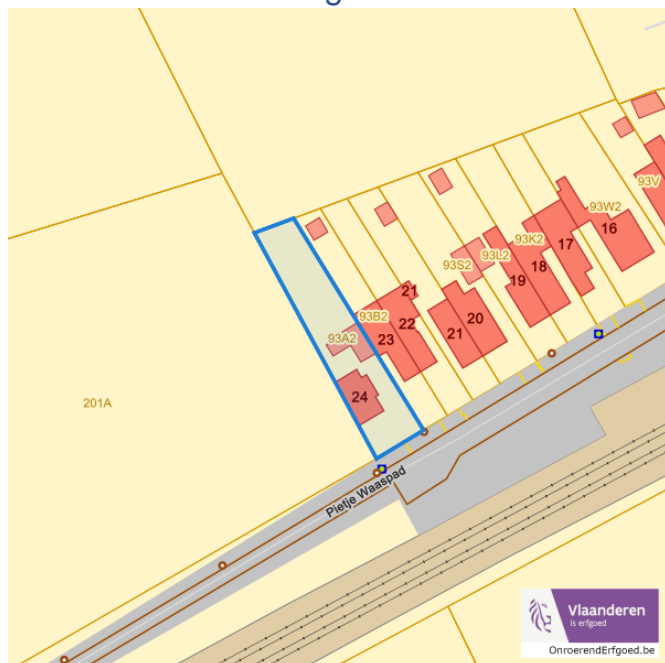 93V
93W2
16
93K2
17
18
93L2
19
93S2
20
21
21
93B2
22
23
93A2
24
201A
Pietje Waaspad
Vlaanderen
is erfgoed
OnroerendErfgoed.be